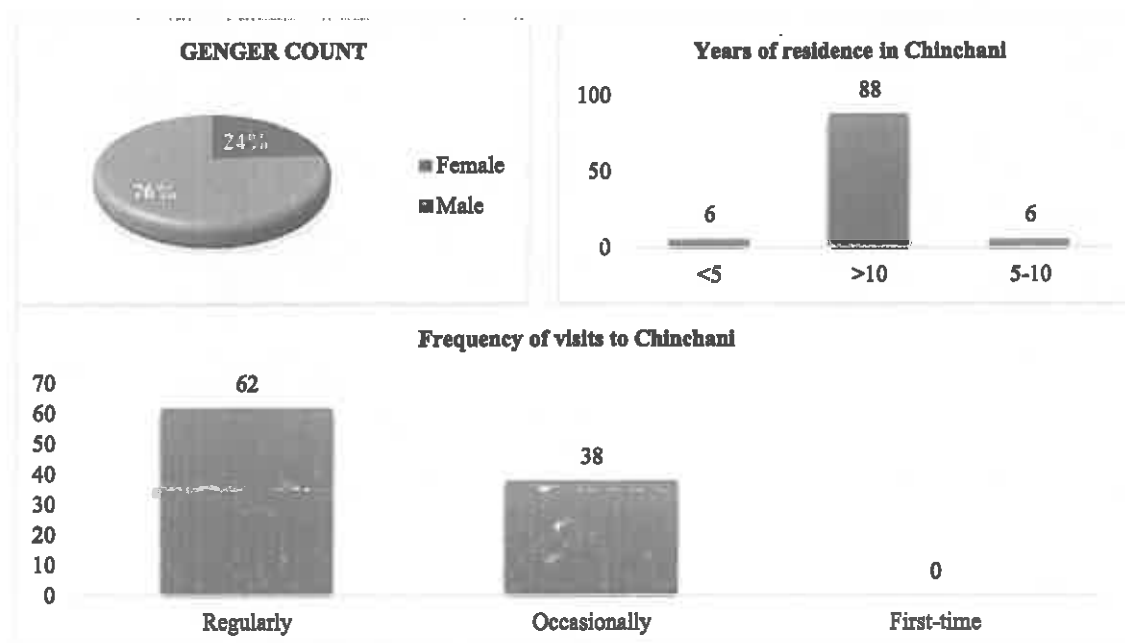 GENGER COUNT
24%
76%
Female
Male
Years of residence in Chinchani
100
50
0
6
88
6
<5
>10
5-10
Frequency of visits to Chinchani
70
60
50
40
30
20
10
0
62
38
0
Regularly
Occasionally
First-time